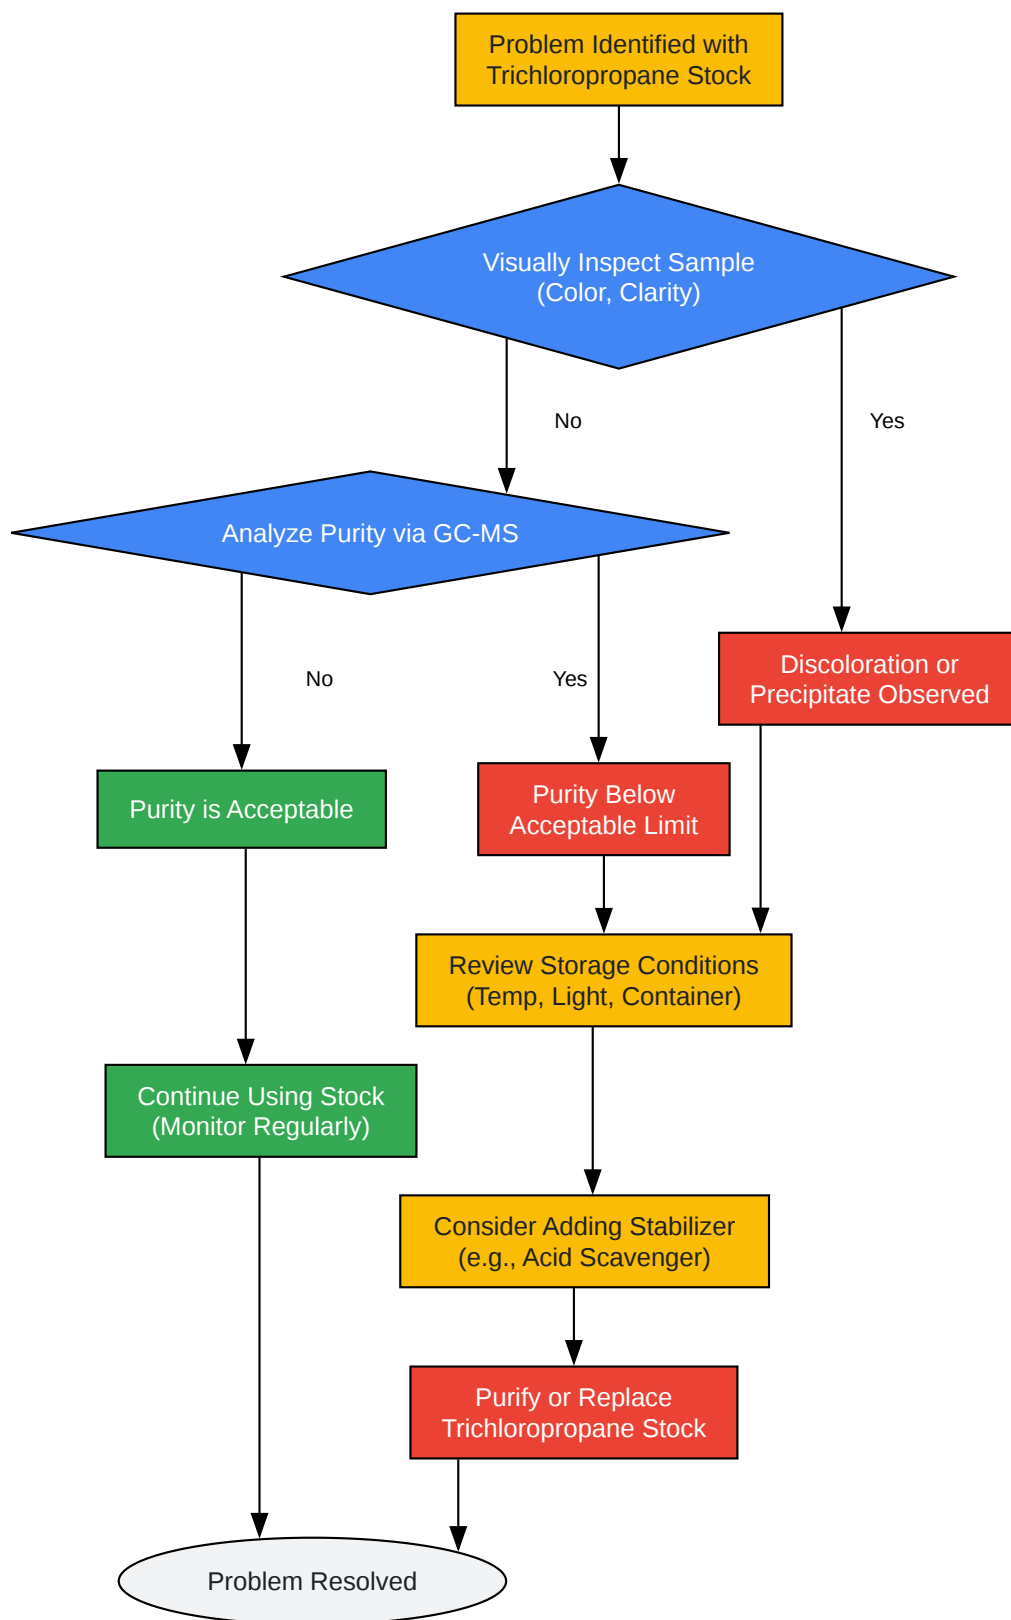 Problem Identified with
Trichloropropane Stock
Visually Inspect Sample
(Color, Clarity)
No
Yes
Analyze Purity via GC-MS
No
Yes
Discoloration or
Precipitate Observed
Purity is Acceptable
Purity Below
Acceptable Limit
Review Storage Conditions
(Temp, Light, Container)
Continue Using Stock
(Monitor Regularly)
Consider Adding Stabilizer
(e.g., Acid Scavenger)
Purify or Replace
Trichloropropane Stock
Problem Resolved